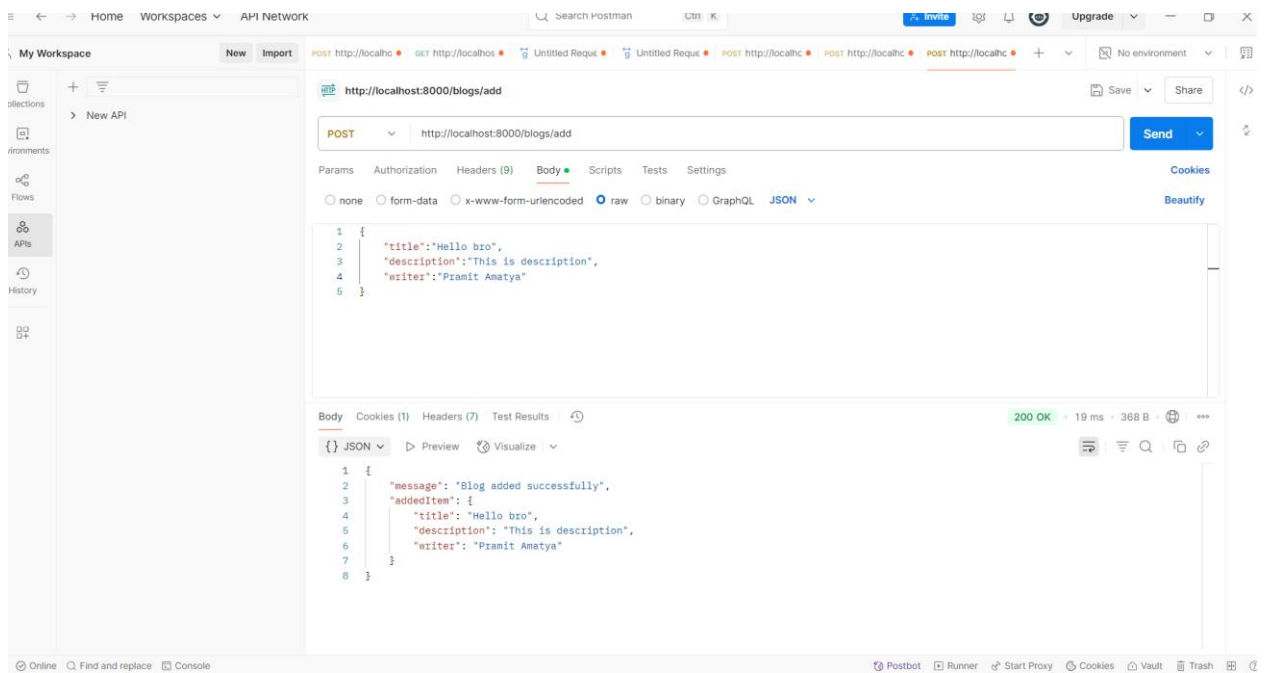 Home Workspaces API Network Search Postman Ctrl K Invite Upgrade
My Workspace New Import POST http://localhc GET http://localhos Untitled Reque Untitled Reque POST http://localhc POST http://localhc POST http://localhc No environment
ollections
New API
vironments
Flows
APIs
History
HTTP http://localhost:8000/blogs/add Save Share
POST http://localhost:8000/blogs/add Send
Params Authorization Headers (9) Body Scripts Tests Settings Cookies
none form-data x-www-form-urlencoded raw binary GraphQL JSON Beautify
1 {
2 "title":"Hello bro",
3 "description":"This is description",
4 "writer":"Pramit Amatya"
5 }
Body Cookies (1) Headers (7) Test Results 200 OK 19 ms 368 B
{} JSON Preview Visualize
1 {
2 "message": "Blog added successfully",
3 "addedItem": {
4 "title": "Hello bro",
5 "description": "This is description",
6 "writer": "Pramit Amatya"
7 }
8 }
Online Find and replace Console Postbot Runner Start Proxy Cookies Vault Trash